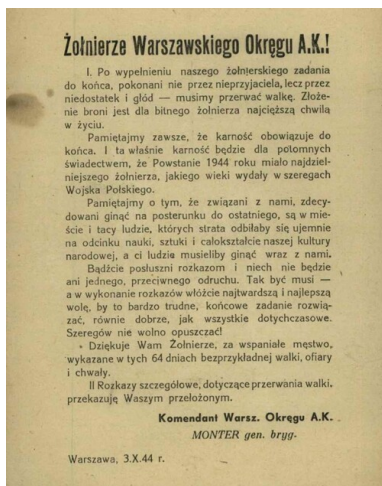 Żołnierze Warszawskiego Okręgu A.K.!
I. Po wypełnieniu naszego żołnierskiego zadania
do końca, pokonani nie przez nieprzyjaciela, lecz przez
niedostatek i głód — musimy przerwać walkę. Złoże-
nie broni jest dla bitnego żołnierza najcięższą chwilą
w życiu.
Pamiętajmy zawsze, że karność obowiązuje do
końca. I ta właśnie karność będzie dla potomnych
świadectwem, że Powstanie 1944 roku miało najdziel-
niejszego żołnierza, jakiego wieki wydały w szeregach
Wojska Polskiego.
Pamiętajmy o tym, że związani z nami, zdecy-
dowani ginąć na posterunku do ostatniego, są w mie-
ście i tacy ludzie, których strata odbiłaby się ujemnie
na odcinku nauki, sztuki i całokształcie naszej kultury
narodowej, a ci ludzie musieliby ginąć wraz z nami.
Bądźcie posłuszni rozkazom i niech nie będzie
ani jednego, przeciwnego odruchu. Tak być musi —
a w wykonanie rozkazów włóżcie najtwardszą i najlepszą
wolę, by to bardzo trudne, końcowe zadanie rozwią-
zać, równie dobrze, jak wszystkie dotychczasowe.
Szeregów nie wolno opuszczać!
Dziękuje Wam Żołnierze, za wspaniałe męstwo,
wykazane w tych 64 dniach bezprzykładnej walki, ofiary
i chwały.
II Rozkazy szczegółowe, dotyczące przerwania walki.
przekazuję Waszym przełożonym.
Komendant Warsz. Okręgu A.K.
MONTER gen. bryg.
Warszawa, 3.X.44 r.